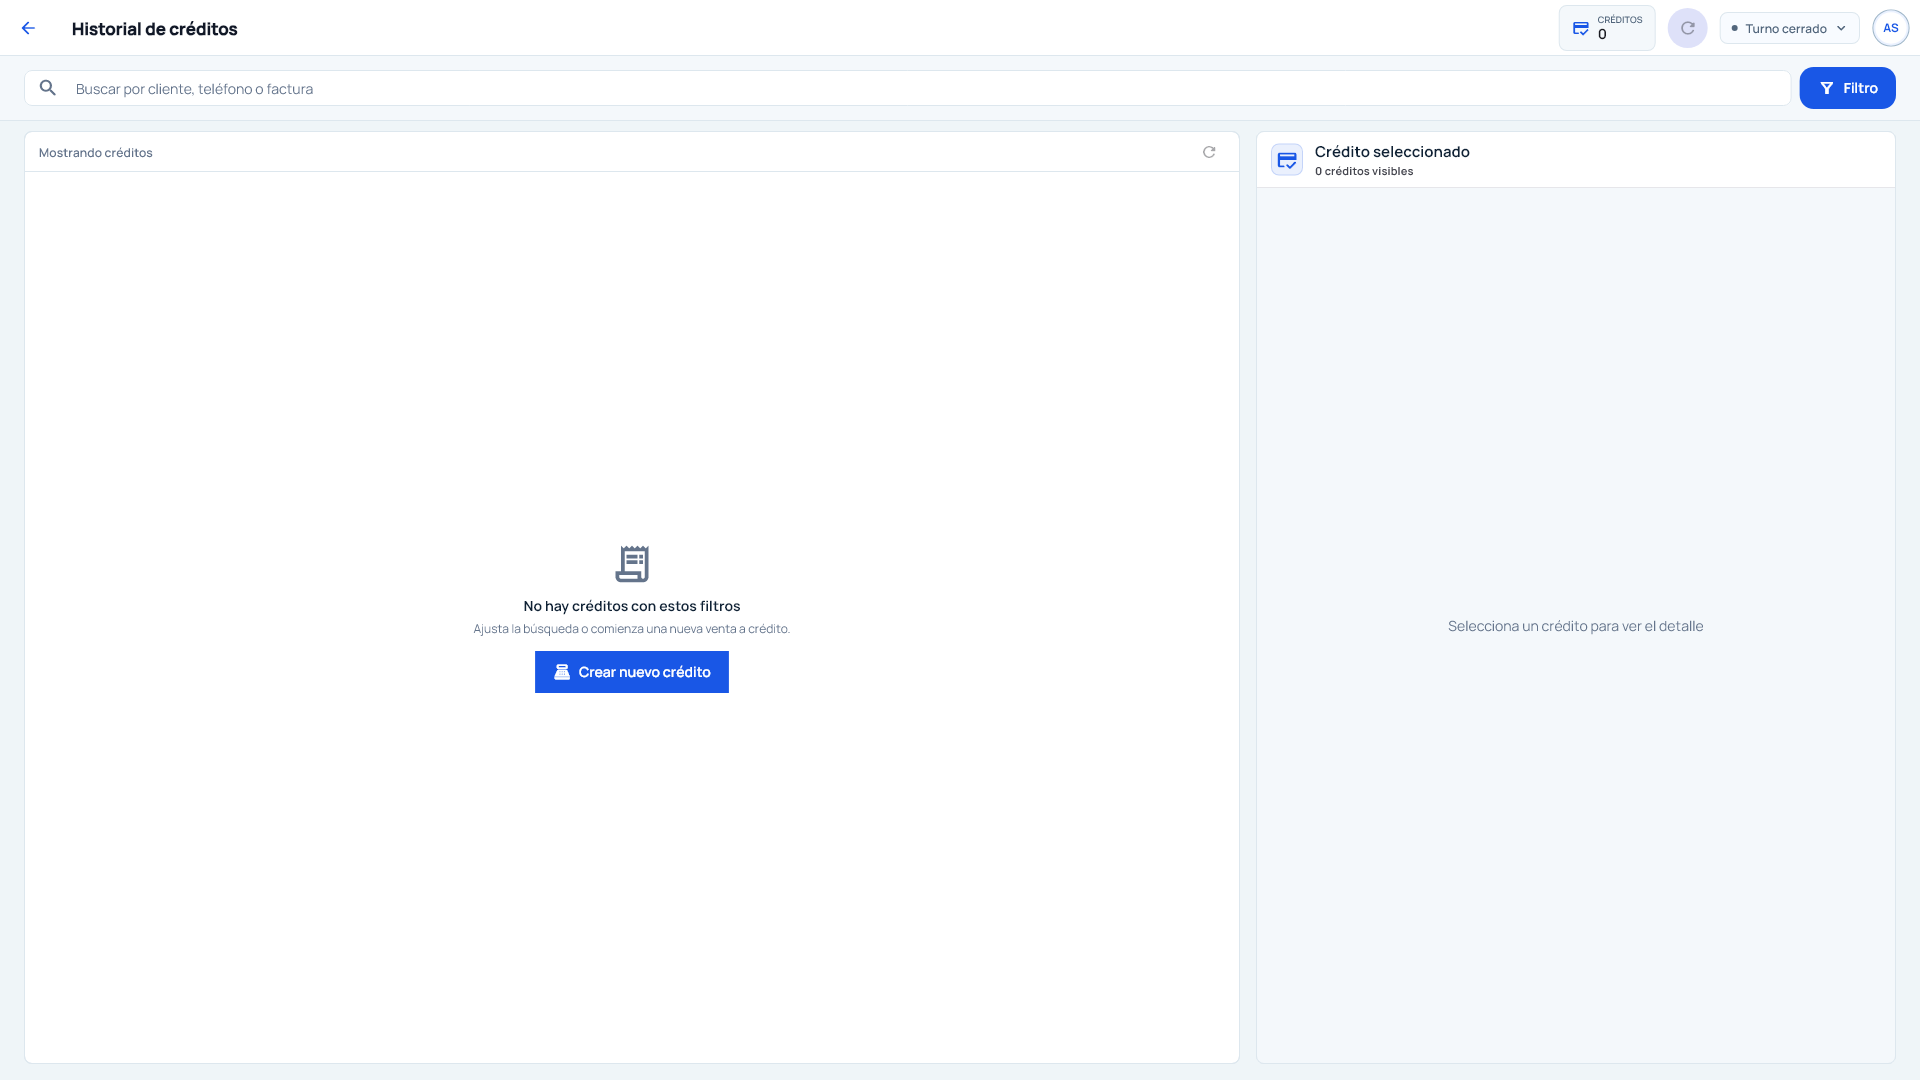 Historial de créditos
CRÉDITOS
0
Turno cerrado
AS
Buscar por cliente, teléfono o factura
Filtro
Mostrando créditos
No hay créditos con estos filtros
Ajusta la búsqueda o comienza una nueva venta a crédito.
Crear nuevo crédito
Crédito seleccionado
0 créditos visibles
Selecciona un crédito para ver el detalle